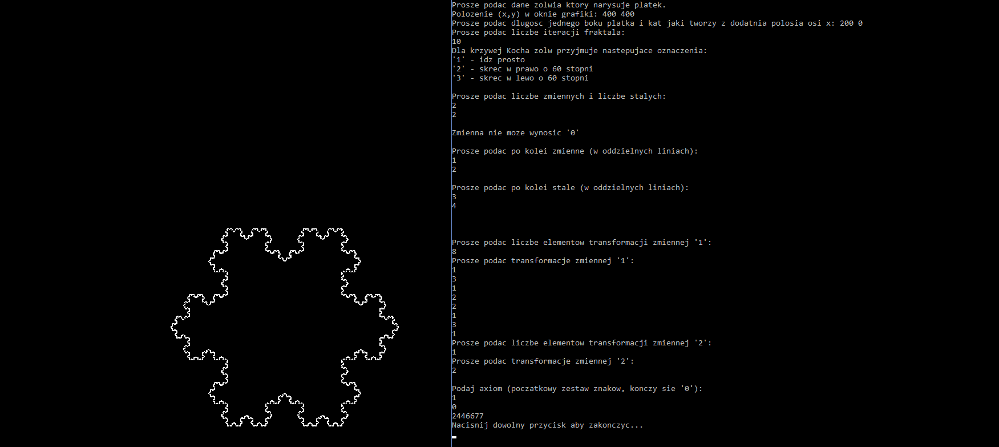 Prosze podac dane zolwia ktory narysuje platek.
Polozenie (x,y) w oknie grafiki: 400 400
Prosze podac dlugosc jednego boku platka i kat jaki tworzy z dodatnia polosia osi x: 200 0
Prosze podac liczbe iteracji fraktala:
10
Dla krzywej Kocha zolw przyjmuje nastepujace oznaczenia:
'1' - idz prosto
'2' - skrec w prawo o 60 stopni
'3' - skrec w lewo o 60 stopni
Prosze podac liczbe zmiennych i liczbe stalych:
2
2
Zmienna nie moze wynosic '0'
Prosze podac po kolei zmienne (w oddzielnych liniach):
1
2
Prosze podac po kolei stale (w oddzielnych liniach):
3
4
Prosze podac liczbe elementow transformacji zmiennej '1':
8
Prosze podac transformacje zmiennej '1':
1
3
1
2
2
1
3
1
Prosze podac liczbe elementow transformacji zmiennej '2':
1
Prosze podac transformacje zmiennej '2':
2
Podaj axiom (poczatkowy zestaw znakow, konczy sie '0'):
1
0
2446677
Nacisnij dowolny przycisk aby zakonczyc...